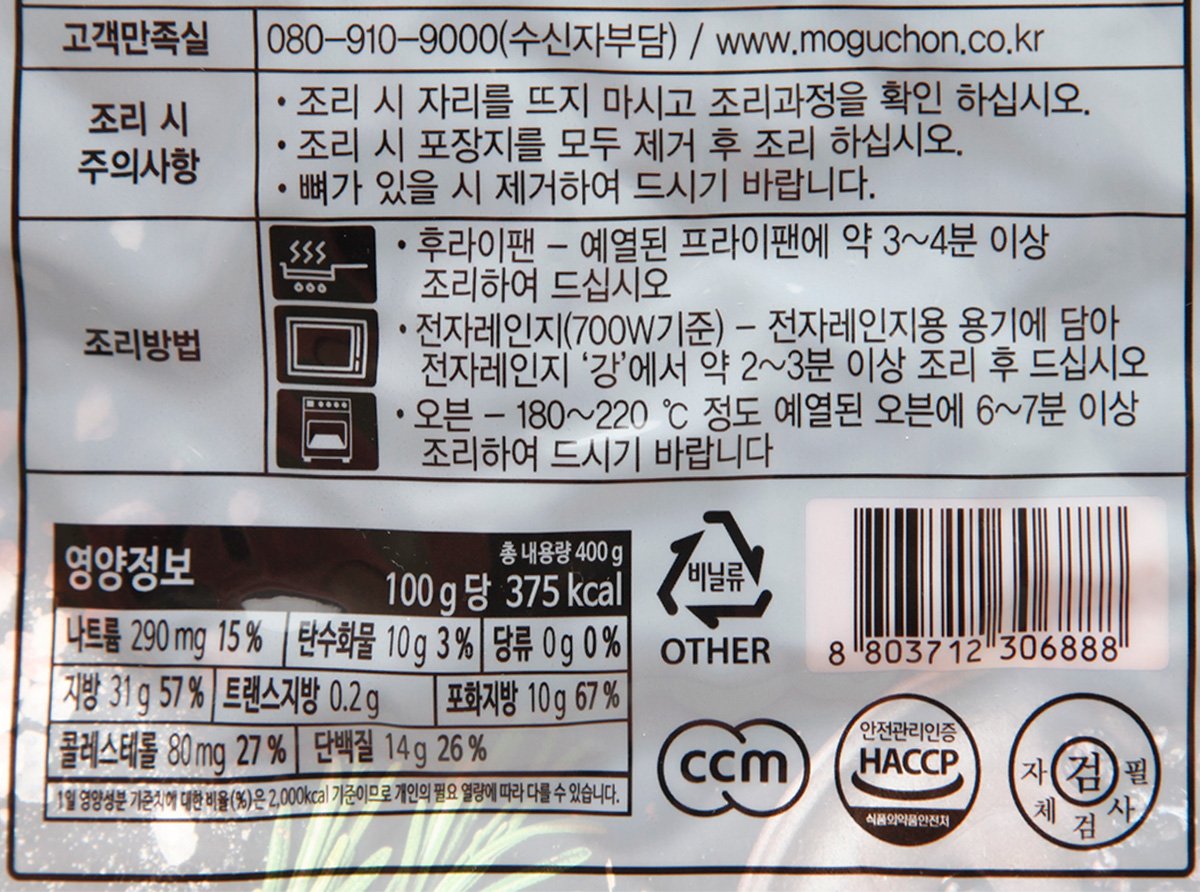 고객만족실 080-910-9000(수신자부담) / www.moguchon.co.kr
조리 시
주의사항
• 조리 시 자리를 뜨지 마시고 조리과정을 확인 하십시오.
• 조리 시 포장지를 모두 제거 후 조리 하십시오.
• 뼈가 있을 시 제거하여 드시기 바랍니다.
조리방법
• 후라이팬 - 예열된 프라이팬에 약 3~4분 이상
조리하여 드십시오
• 전자레인지(700W기준) - 전자레인지용 용기에 담아
전자레인지 '강'에서 약 2~3분 이상 조리 후 드십시오
• 오븐 - 180~220 ℃ 정도 예열된 오븐에 6~7분 이상
조리하여 드시기 바랍니다
영양정보
총 내용량 400 g
100 g 당 375 kcal
나트륨 290 mg 15 % 탄수화물 10 g 3 % 당류 0 g 0 %
지방 31 g 57 % 트랜스지방 0.2 g 포화지방 10 g 67 %
콜레스테롤 80 mg 27 % 단백질 14 g 26 %
1일 영양성분 기준치에 대한 비율(%)은 2,000kcal 기준이므로 개인의 필요 열량에 따라 다를 수 있습니다.
비닐류
OTHER
8 803712 306888
ccm
안전관리인증
HACCP
식품의약품안전처
자체검사필
검